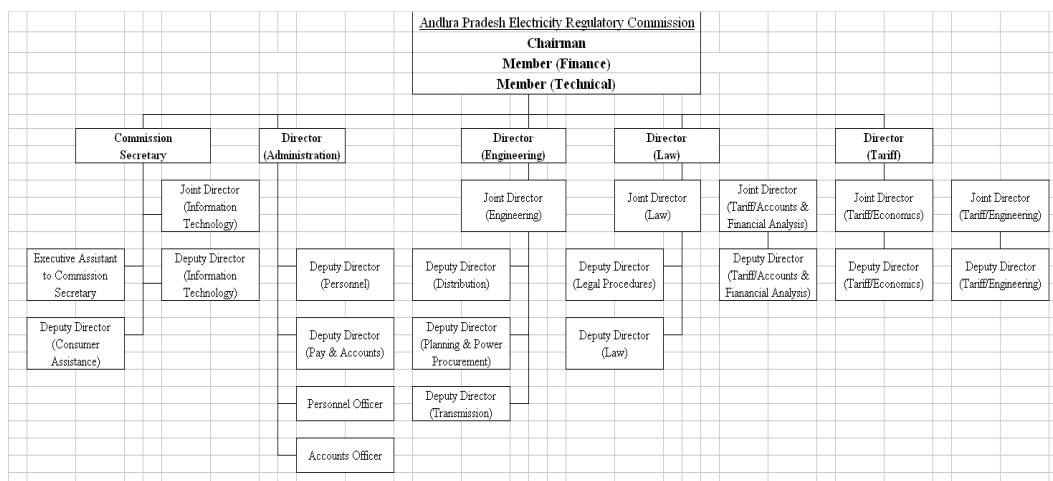 Andhra Pradesh Electricity Regulatory Commission
Chairman
Member (Finance)
Member (Technical)
Commission
Secretary
Director
(Administration)
Director
(Engineering)
Director
(Law)
Director
(Tariff)
Joint Director
(Information
Technology)
Joint Director
(Engineering)
Joint Director
(Law)
Joint Director
(Tariff/Accounts &
Financial Analysis)
Joint Director
(Tariff/Economics)
Joint Director
(Tariff/Engineering)
Executive Assistant
to Commission
Secretary
Deputy Director
(Information
Technology)
Deputy Director
(Personnel)
Deputy Director
(Distribution)
Deputy Director
(Legal Procedures)
Deputy Director
(Tariff/Accounts &
Fianancial Analysis)
Deputy Director
(Tariff/Economics)
Deputy Director
(Tariff/Engineering)
Deputy Director
(Consumer
Assistance)
Deputy Director
(Pay & Accounts)
Deputy Director
(Planning & Power
Procurement)
Deputy Director
(Law)
Personnel Officer
Deputy Director
(Transmission)
Accounts Officer